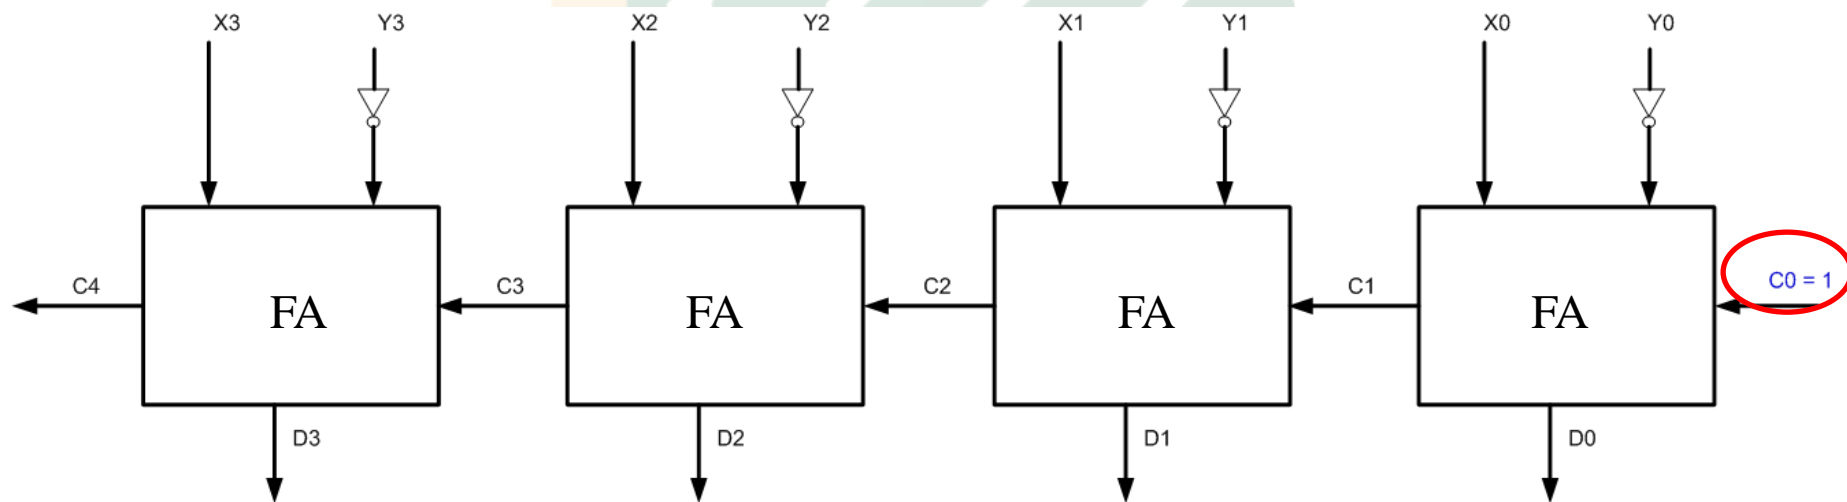 X3 Y3 X2 Y2 X1 Y1 X0 Y0
C4 C3 C2 C1 C0 = 1
FA FA FA FA
D3 D2 D1 D0